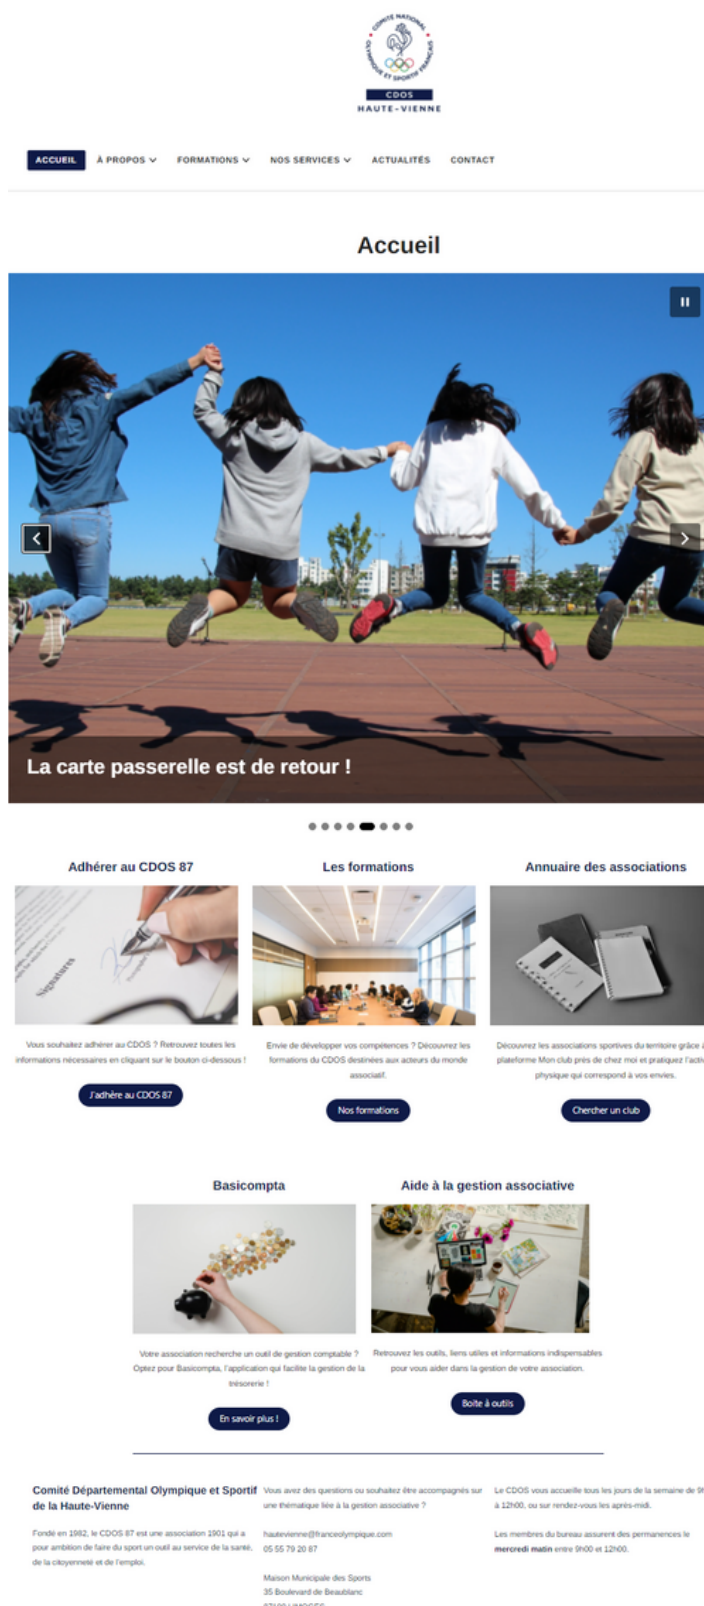 COMITÉ NATIONAL
OLYMPIQUE ET SPORTIF FRANÇAIS
CDOS
HAUTE-VIENNE
ACCUEIL À PROPOS FORMATIONS NOS SERVICES ACTUALITÉS CONTACT
Accueil
La carte passerelle est de retour !
Adhérer au CDOS 87
Signatures
Vous souhaitez adhérer au CDOS ? Retrouvez toutes les
informations nécessaires en cliquant sur le bouton ci-dessous !
J'adhère au CDOS 87
Les formations
Envie de développer vos compétences ? Découvrez les
formations du CDOS destinées aux acteurs du monde
associatif.
Nos formations
Annuaire des associations
Découvrez les associations sportives du territoire grâce
plateforme Mon club près de chez moi et pratiquez l'activ
physique qui correspond à vos envies.
Chercher un club
Basicompta
Votre association recherche un outil de gestion comptable ?
Optez pour Basicompta, l'application qui facilite la gestion de la
trésorerie !
En savoir plus !
Aide à la gestion associative
Retrouvez les outils, liens utiles et informations indispensables
pour vous aider dans la gestion de votre association.
Boite à outils
Comité Départemental Olympique et Sportif
de la Haute-Vienne
Fondé en 1982, le CDOS 87 est une association 1901 qui a
pour ambition de faire du sport un outil au service de la santé,
de la citoyenneté et de l'emploi.
Vous avez des questions ou souhaitez être accompagnés sur
une thématique liée à la gestion associative ?
hautevienne@franceolympique.com
05 55 79 20 87
Maison Municipale des Sports
35 Boulevard de Beaublanc
87100 LIMOGES
Le CDOS vous accueille tous les jours de la semaine de 9h
à 12h00, ou sur rendez-vous les après-midi.
Les membres du bureau assurent des permanences le
mercredi matin entre 9h00 et 12h00.